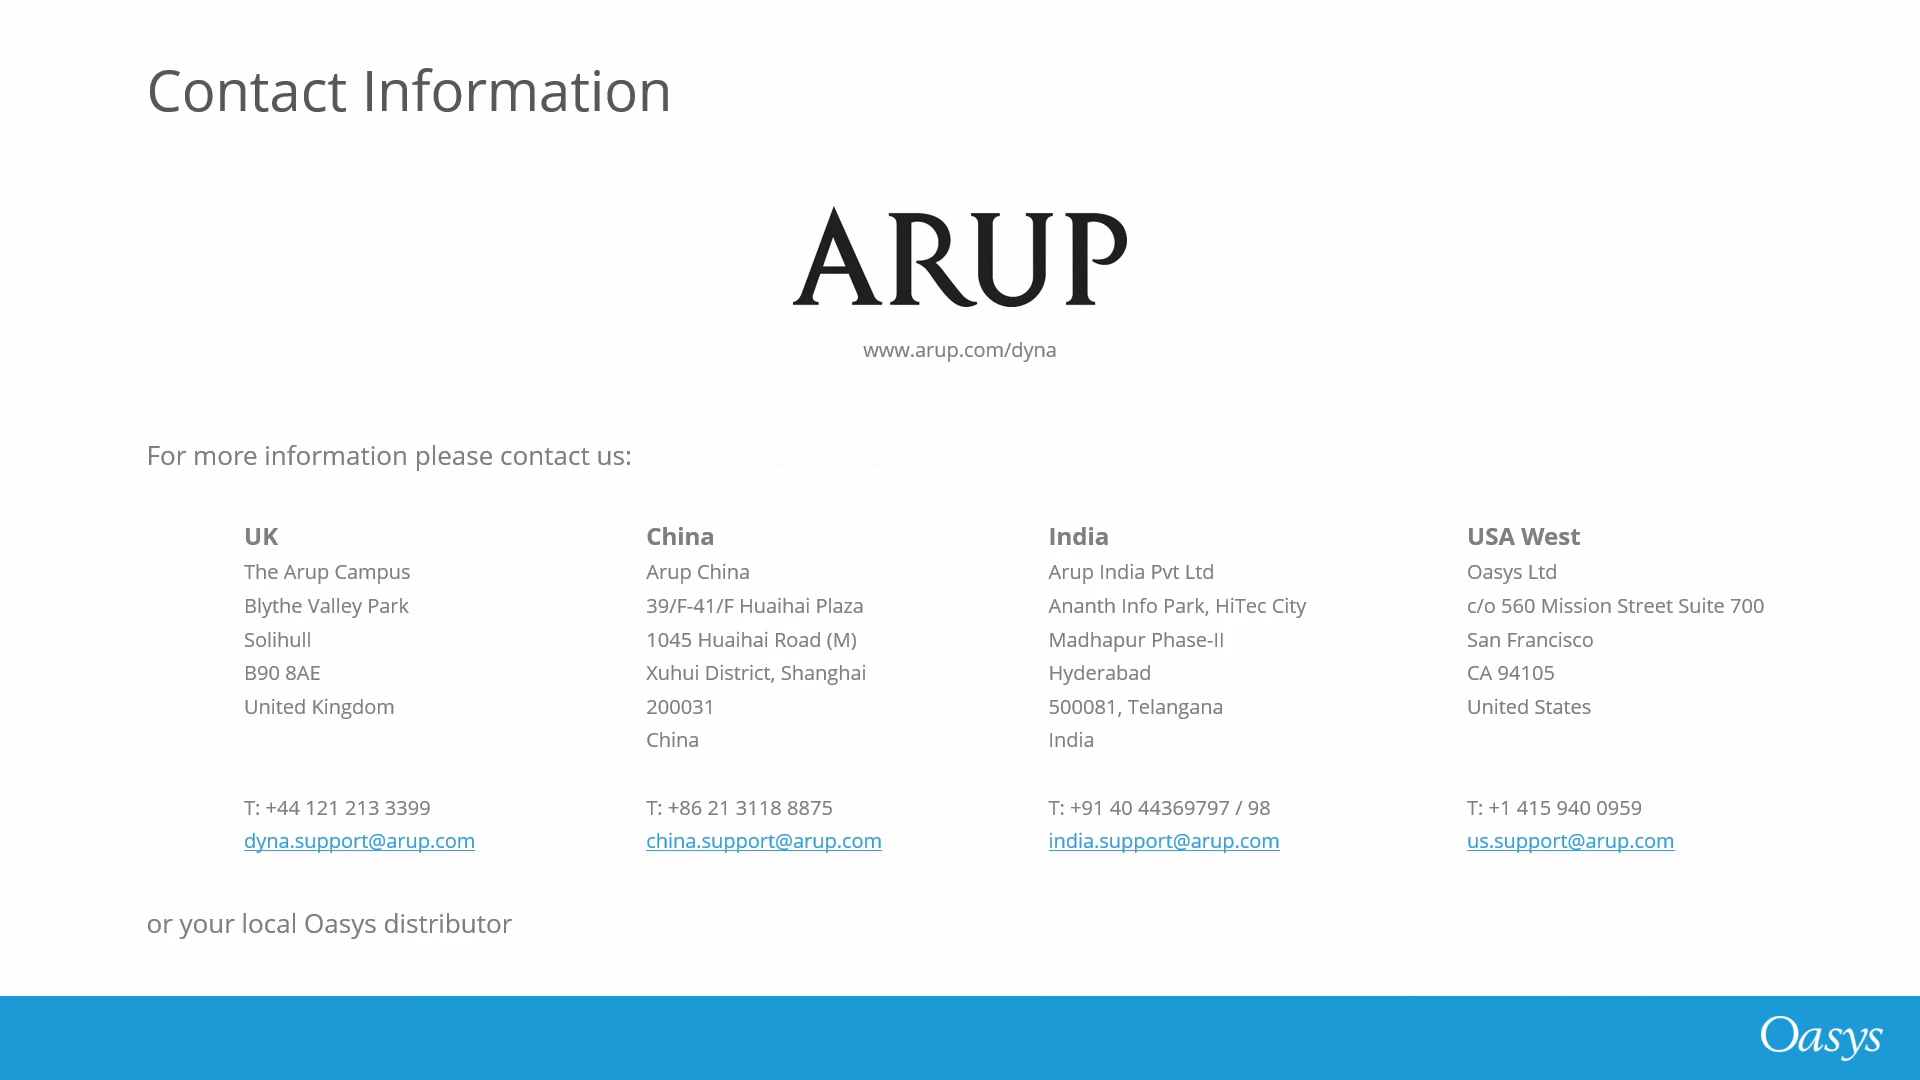 Contact Information
ARUP
www.arup.com/dyna
For more information please contact us:
UK
The Arup Campus
Blythe Valley Park
Solihull
B90 8AE
United Kingdom
T: +44 121 213 3399
dyna.support@arup.com
China
Arup China
39/F-41/F Huaihai Plaza
1045 Huaihai Road (M)
Xuhui District, Shanghai
200031
China
T: +86 21 3118 8875
china.support@arup.com
India
Arup India Pvt Ltd
Ananth Info Park, HiTec City
Madhapur Phase-II
Hyderabad
500081, Telangana
India
T: +91 40 44369797 / 98
india.support@arup.com
USA West
Oasys Ltd
c/o 560 Mission Street Suite 700
San Francisco
CA 94105
United States
T: +1 415 940 0959
us.support@arup.com
or your local Oasys distributor
Oasys